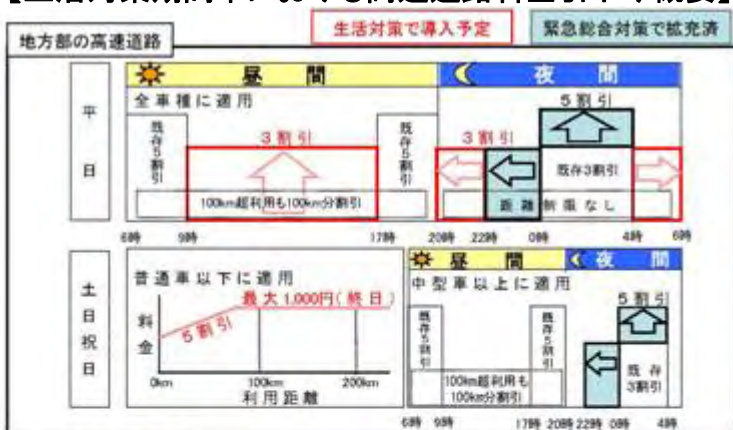 地方部の高速道路
生活対策で導入予定
緊急総合対策で拡充済
昼間
夜間
平日
全車種に適用
既存5割引
3割引
既存5割引
100km超利用も100km分割引
3割引
5割引
既存3割引
距離制限なし
6時 9時 17時 20時 22時 0時 4時 6時
土日祝日
普通車以下に適用
最大1,000円(終日)
5割引
料金
0km 100km 200km
利用距離
昼間
夜間
中型車以上に適用
既存5割引
既存5割引
100km超利用も
100km分割引
5割引
既存
3割引
6時 9時 17時 20時 22時 0時 4時